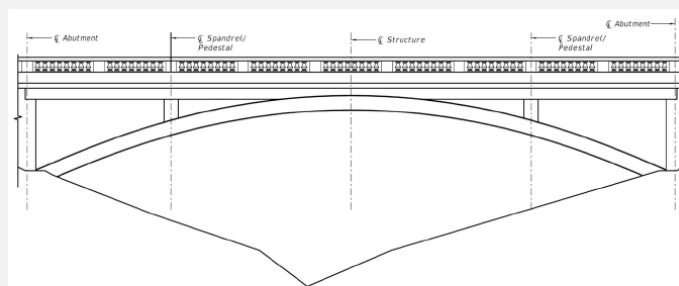 ℄ Abutment
℄ Spandrel/
Pedestal
℄ Structure
℄ Spandrel/
Pedestal
℄ Abutment